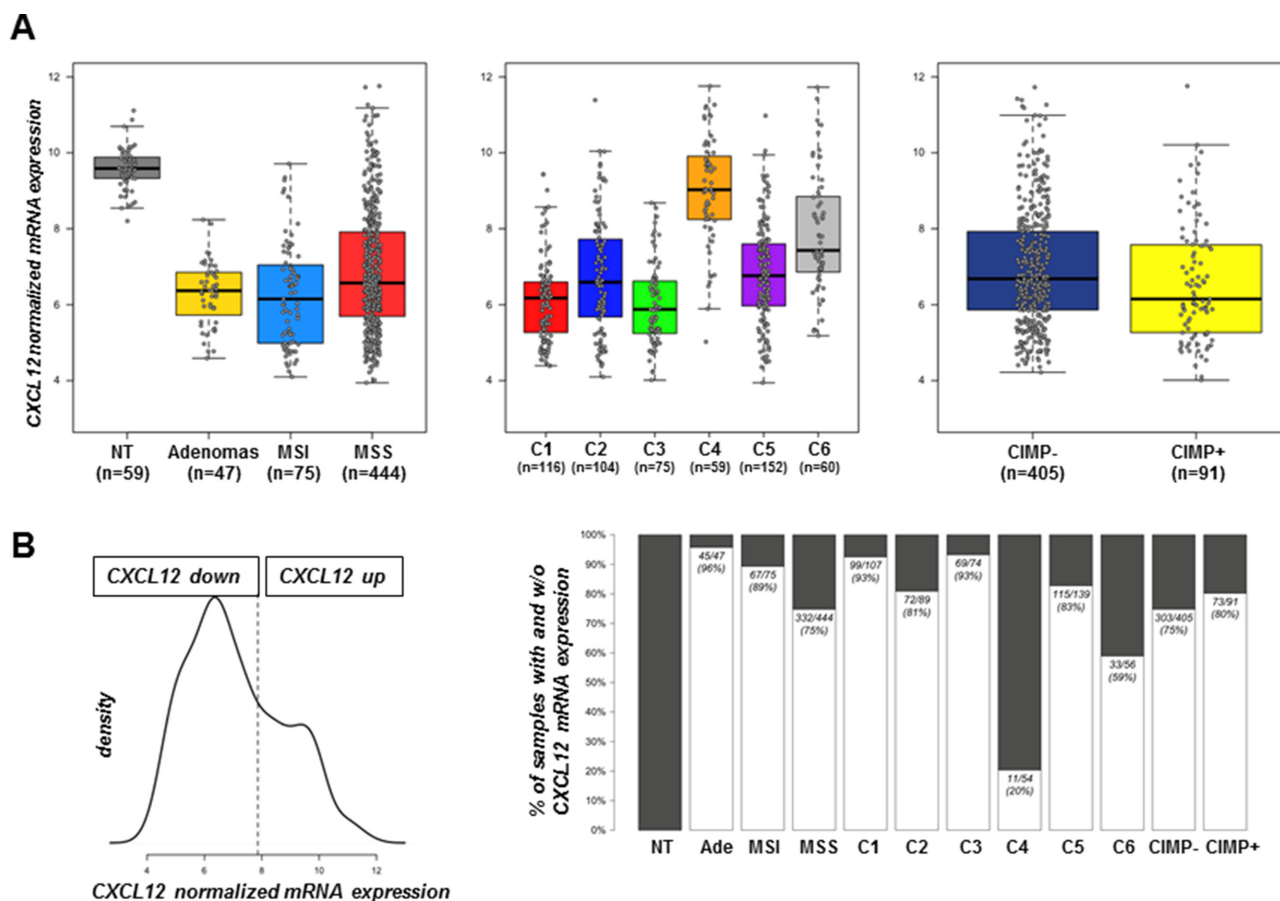 A
CXCL12 normalized mRNA expression
12
10
8
6
4
NT
(n=59)
Adenomas
(n=47)
MSI
(n=75)
MSS
(n=444)
12
10
8
6
4
C1
(n=116)
C2
(n=104)
C3
(n=75)
C4
(n=59)
C5
(n=152)
C6
(n=60)
12
10
8
6
4
CIMP-
(n=405)
CIMP+
(n=91)
B
CXCL12 down
CXCL12 up
density
4 6 8 10 12
CXCL12 normalized mRNA expression
% of samples with and w/o
CXCL12 mRNA expression
100%
90%
80%
70%
60%
50%
40%
30%
20%
10%
0%
45/47
(96%)
67/75
(89%)
332/444
(75%)
99/107
(93%)
72/89
(81%)
69/74
(93%)
11/54
(20%)
115/139
(83%)
33/56
(59%)
303/405
(75%)
73/91
(80%)
NT Ade MSI MSS C1 C2 C3 C4 C5 C6 CIMP- CIMP+